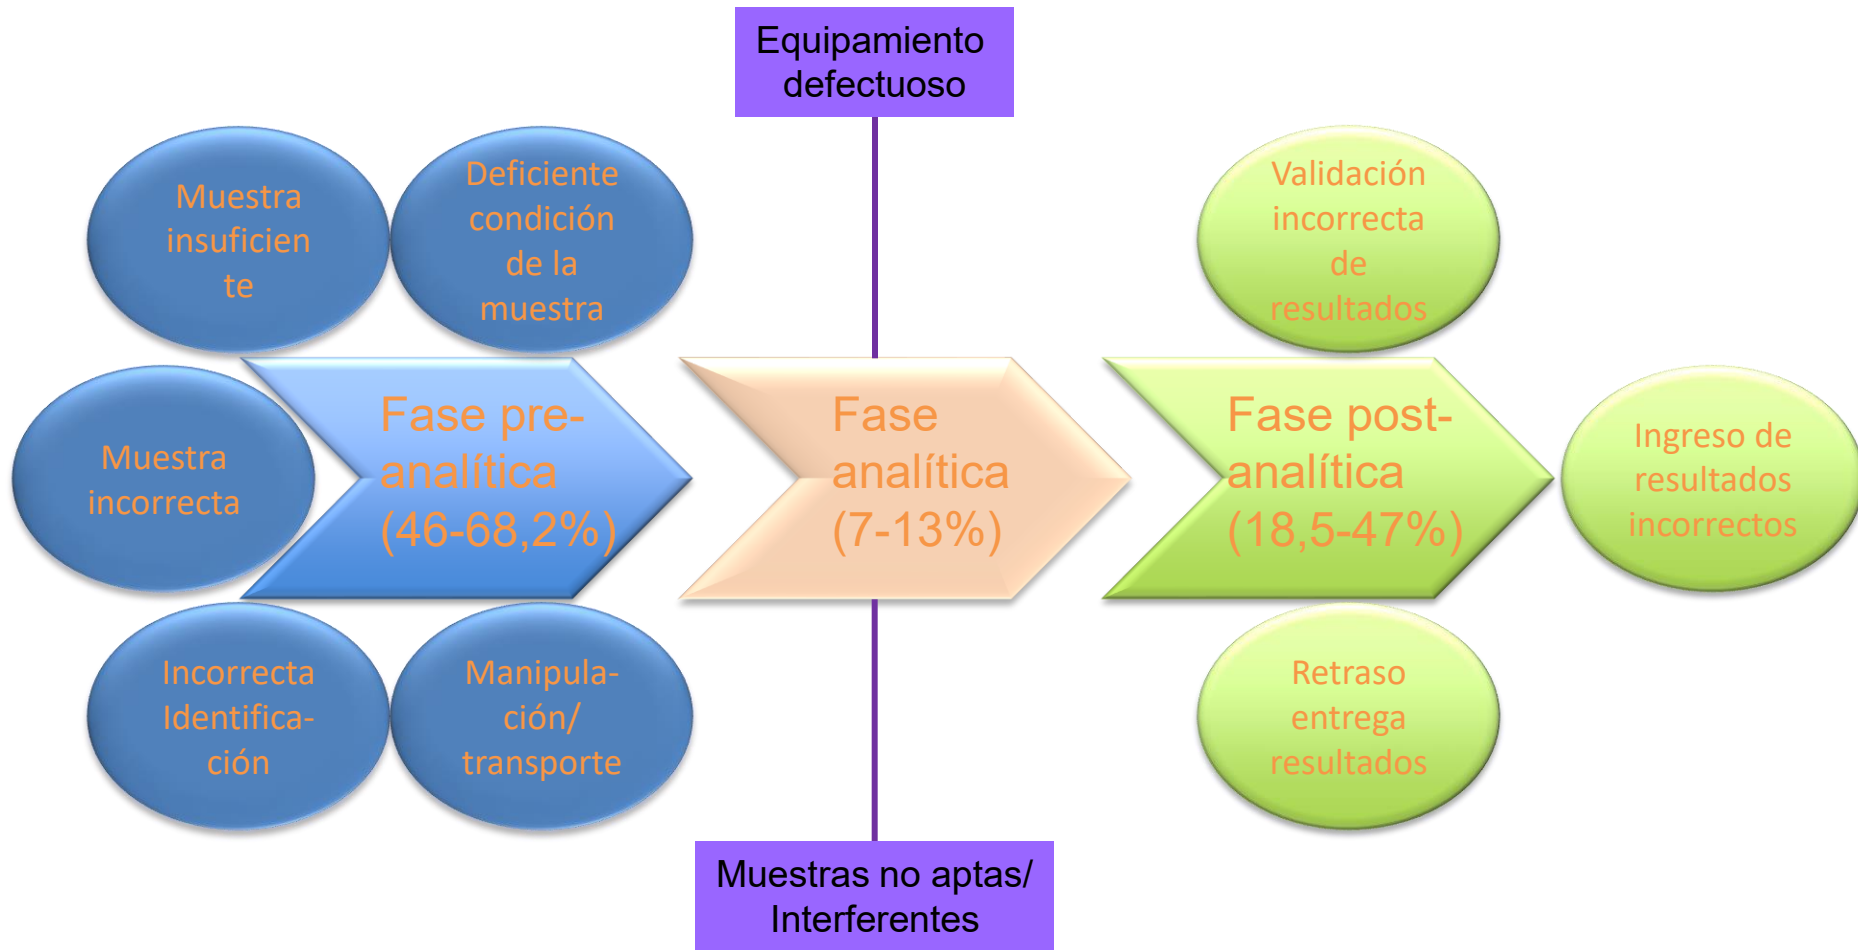 Equipamiento
defectuoso
Muestra
insuficien
te
Deficiente
condición
de la
muestra
Validación
incorrecta
de
resultados
Muestra
incorrecta
Fase pre-
analítica
(46-68,2%)
Fase
analítica
(7-13%)
Fase post-
analítica
(18,5-47%)
Ingreso de
resultados
incorrectos
Incorrecta
Identifica-
ción
Manipula-
ción/
transporte
Retraso
entrega
resultados
Muestras no aptas/
Interferentes